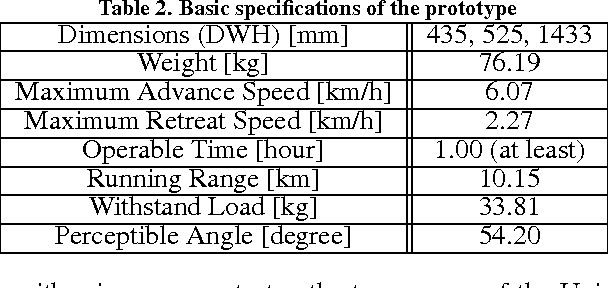 Table 2. Basic specifications of the prototype
Dimensions (DWH) [mm] 435, 525, 1433
Weight [kg] 76.19
Maximum Advance Speed [km/h] 6.07
Maximum Retreat Speed [km/h] 2.27
Operable Time [hour] 1.00 (at least)
Running Range [km] 10.15
Withstand Load [kg] 33.81
Perceptible Angle [degree] 54.20
of the